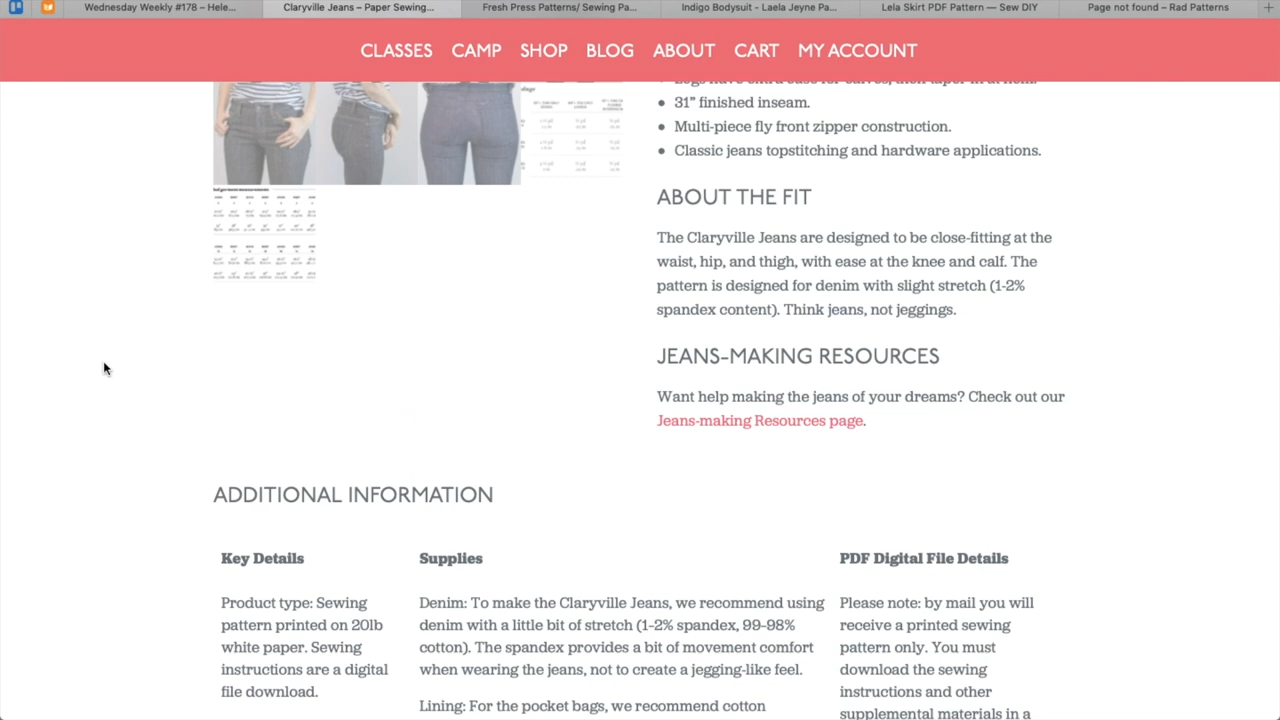 Wednesday Weekly #178 – Hele...
Claryville Jeans – Paper Sewing...
Fresh Press Patterns/ Sewing Pa...
Indigo Bodysuit - Laela Jeyne Pa...
Lela Skirt PDF Pattern — Sew DIY
Page not found – Rad Patterns
CLASSES CAMP SHOP BLOG ABOUT CART MY ACCOUNT
• 31” finished inseam.
• Multi-piece fly front zipper construction.
• Classic jeans topstitching and hardware applications.
ABOUT THE FIT
The Claryville Jeans are designed to be close-fitting at the
waist, hip, and thigh, with ease at the knee and calf. The
pattern is designed for denim with slight stretch (1-2%
spandex content). Think jeans, not jeggings.
JEANS-MAKING RESOURCES
Want help making the jeans of your dreams? Check out our
Jeans-making Resources page.
ADDITIONAL INFORMATION
Key Details
Product type: Sewing
pattern printed on 20lb
white paper. Sewing
instructions are a digital
file download.
Supplies
Denim: To make the Claryville Jeans, we recommend using
denim with a little bit of stretch (1-2% spandex, 99-98%
cotton). The spandex provides a bit of movement comfort
when wearing the jeans, not to create a jegging-like feel.
Lining: For the pocket bags, we recommend cotton
PDF Digital File Details
Please note: by mail you will
receive a printed sewing
pattern only. You must
download the sewing
instructions and other
supplemental materials in a